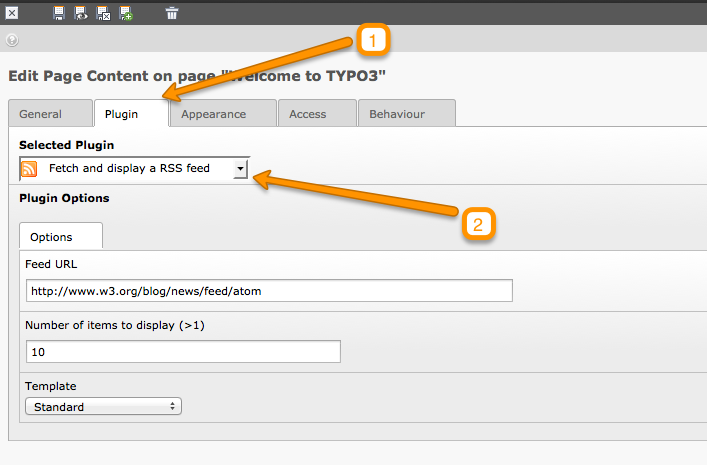 1
Edit Page Content on page "Welcome to TYPO3"
General Plugin Appearance Access Behaviour
Selected Plugin
Fetch and display a RSS feed
Plugin Options
2
Options
Feed URL
http://www.w3.org/blog/news/feed/atom
Number of items to display (>1)
10
Template
Standard